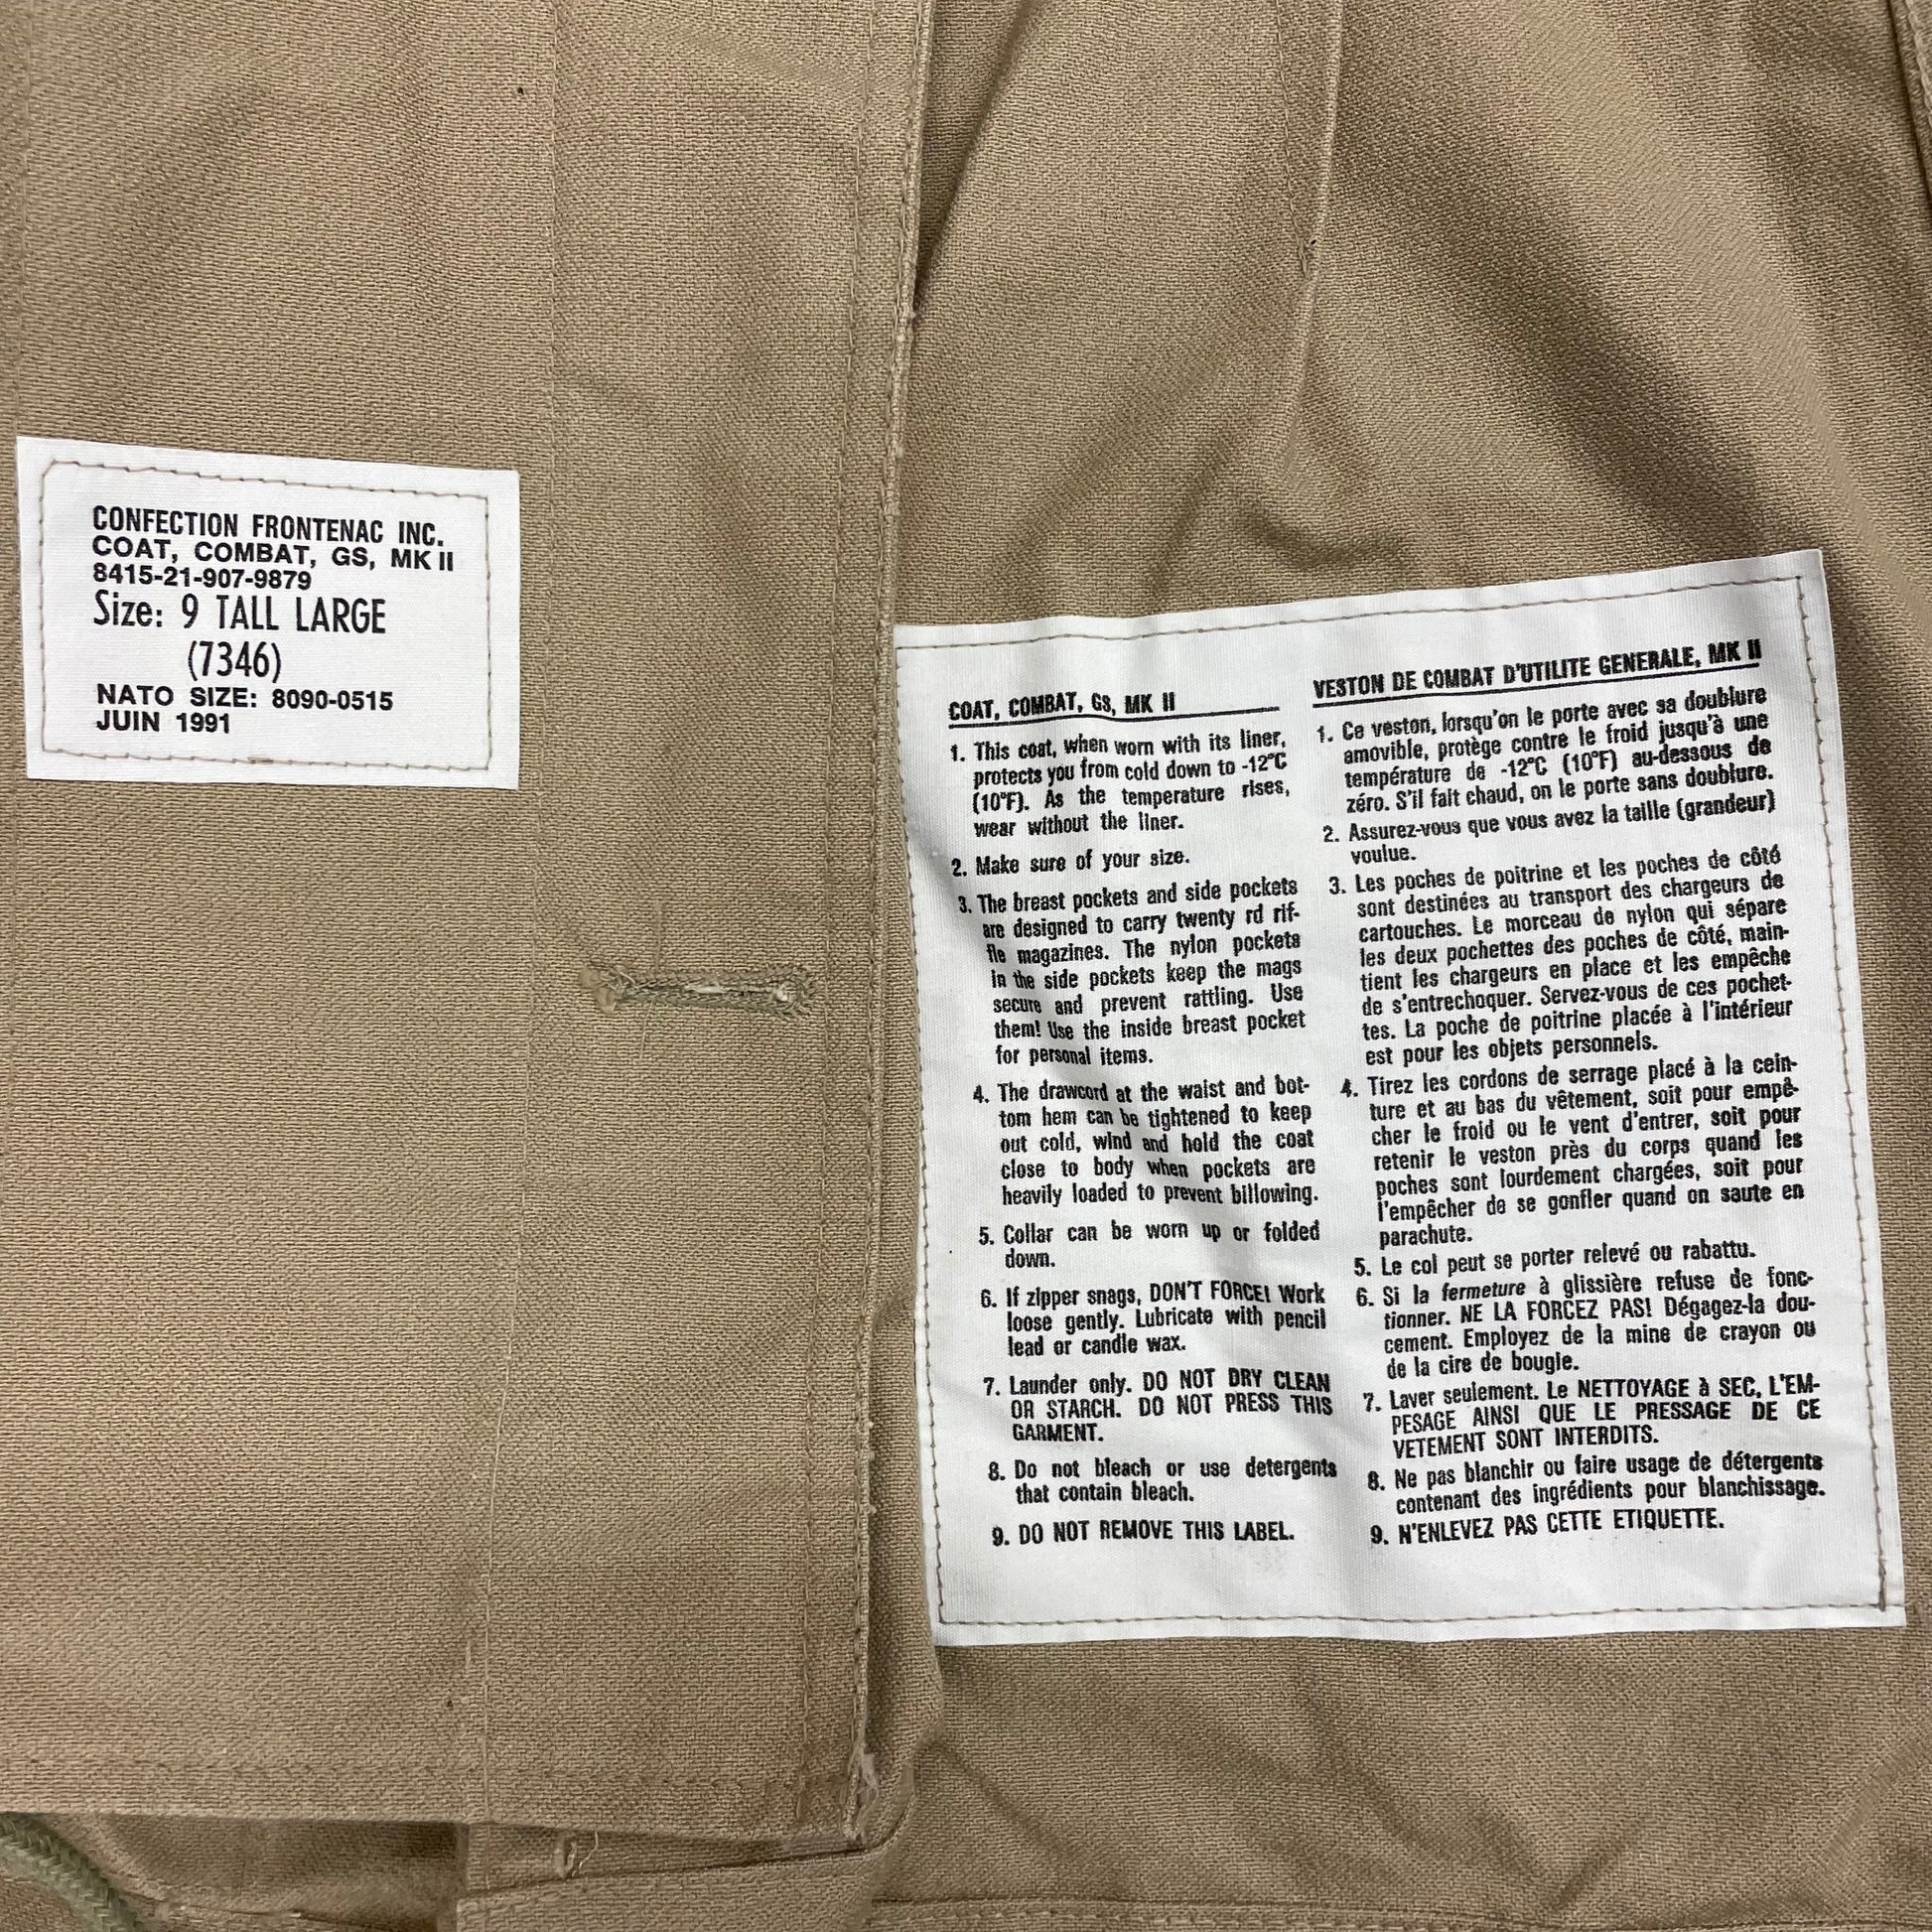 CONFECTION FRONTENAC INC.
COAT, COMBAT, GS, MK II
8415-21-907-9879
Size: 9 TALL LARGE
(7346)
NATO SIZE: 8090-0515
JUIN 1991
COAT, COMBAT, GS, MK II
1. This coat, when worn with its liner,
protects you from cold down to -12°C
(10°F). As the temperature rises,
wear without the liner.
2. Make sure of your size.
3. The breast pockets and side pockets
are designed to carry twenty rd rif-
fle magazines. The nylon pockets
in the side pockets keep the mags
secure and prevent rattling. Use
them! Use the inside breast pocket
for personal items.
4. The drawcord at the waist and bot-
tom hem can be tightened to keep
out cold, wind and hold the coat
close to body when pockets are
heavily loaded to prevent billowing.
5. Collar can be worn up or folded
down.
6. If zipper snags, DON'T FORCE! Work
loose gently. Lubricate with pencil
lead or candle wax.
7. Launder only. DO NOT DRY CLEAN
OR STARCH. DO NOT PRESS THIS
GARMENT.
8. Do not bleach or use detergents
that contain bleach.
9. DO NOT REMOVE THIS LABEL.
VESTON DE COMBAT D'UTILITE GENERALE, MK II
1. Ce veston, lorsqu'on le porte avec sa doublure
amovible, protège contre le froid jusqu'à une
température de -12°C (10°F) au-dessous de
zéro. S'il fait chaud, on le porte sans doublure.
2. Assurez-vous que vous avez la taille (grandeur)
voulue.
3. Les poches de poitrine et les poches de côté
sont destinées au transport des chargeurs de
cartouches. Le morceau de nylon qui sépare
les deux pochettes des poches de côté, main-
tient les chargeurs en place et les empêche
de s'entrechoquer. Servez-vous de ces pochet-
tes. La poche de poitrine placée à l'intérieur
est pour les objets personnels.
4. Tirez les cordons de serrage placé à la cein-
ture et au bas du vêtement, soit pour empê-
cher le froid ou le vent d'entrer, soit pour
retenir le veston près du corps quand les
poches sont lourdement chargées, soit pour
l'empêcher de se gonfler quand on saute en
parachute.
5. Le col peut se porter relevé ou rabattu.
6. Si la fermeture à glissière refuse de fonc-
tionner. NE LA FORCEZ PAS! Dégagez-la dou-
cement. Employez de la mine de crayon ou
de la cire de bougie.
7. Laver seulement. Le NETTOYAGE à SEC, L'EM-
PESAGE AINSI QUE LE PRESSAGE DE CE
VETEMENT SONT INTERDITS.
8. Ne pas blanchir ou faire usage de détergents
contenant des ingrédients pour blanchissage.
9. N'ENLEVEZ PAS CETTE ETIQUETTE.